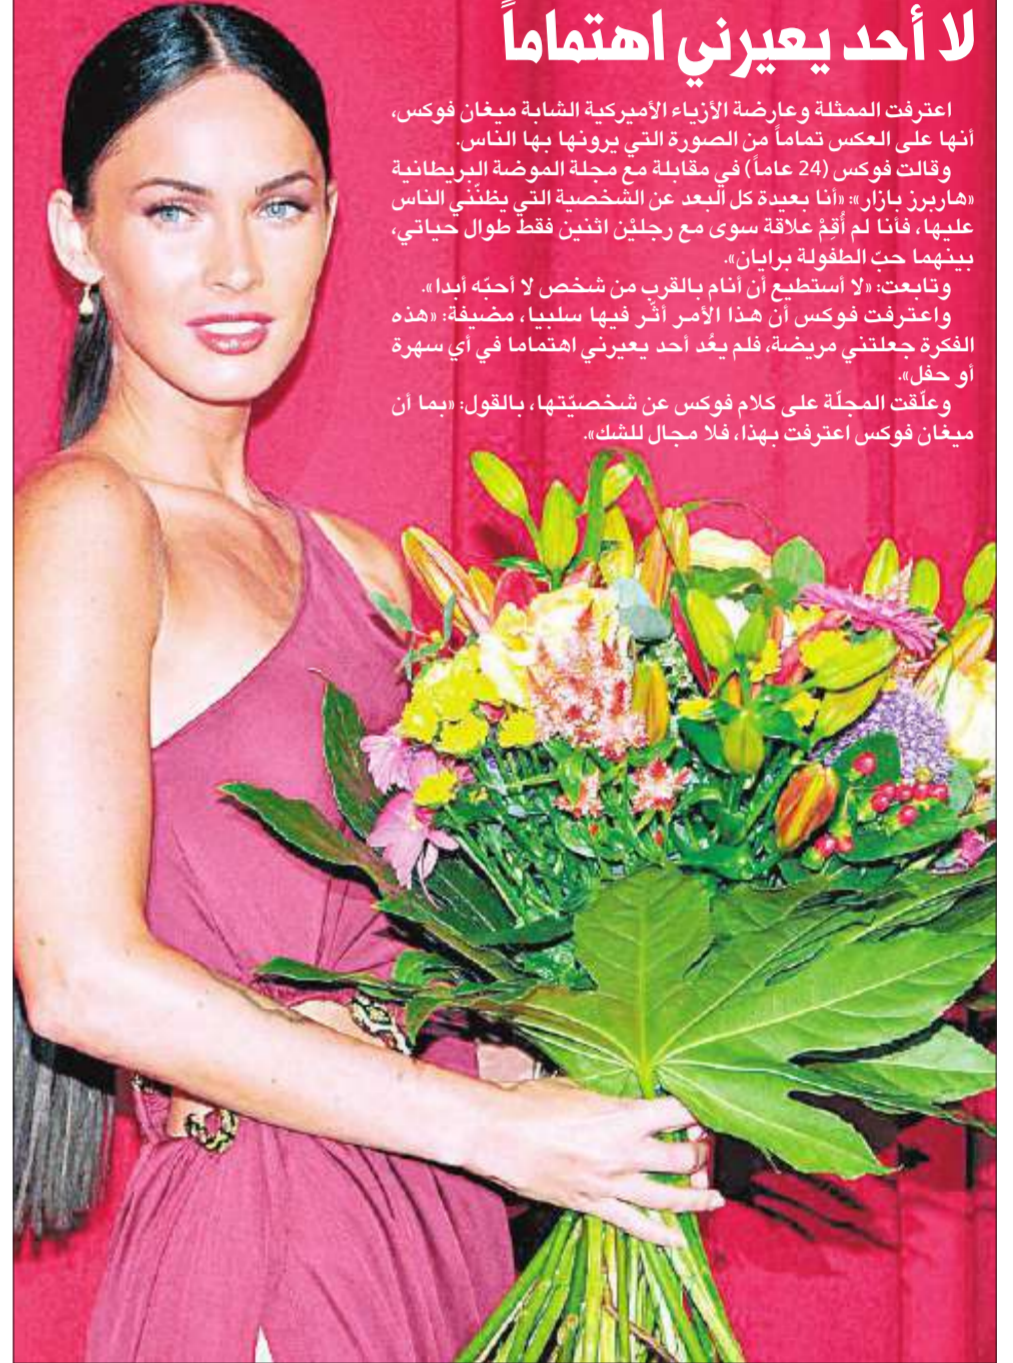 لا أحد يعيرني اهتماماً
اعترفت الممثلة وعارضة الأزياء الأميركية الشابة ميغان فوكس،
أنها على العكس تماماً من الصورة التي يرونها بها الناس.
وقالت فوكس (24 عاماً) في مقابلة مع مجلة الموضة البريطانية
«هاربرز بازار»: «أنا بعيدة كل البعد عن الشخصية التي يظنّني الناس
عليها، فأنا لم أُقِمْ علاقة سوى مع رجليْن اثنين فقط طوال حياتي،
بينهما حبّ الطفولة برايان».
وتابعت: «لا أستطيع أن أنام بالقرب من شخص لا أحبّه أبدا».
واعترفت فوكس أن هذا الأمر أثّر فيها سلبيا، مضيفة: «هذه
الفكرة جعلتني مريضة، فلم يعُد أحد يعيرني اهتماما في أي سهرة
أو حفل».
وعلّقت المجلّة على كلام فوكس عن شخصيّتها، بالقول: «بما أن
ميغان فوكس اعترفت بهذا، فلا مجال للشك».